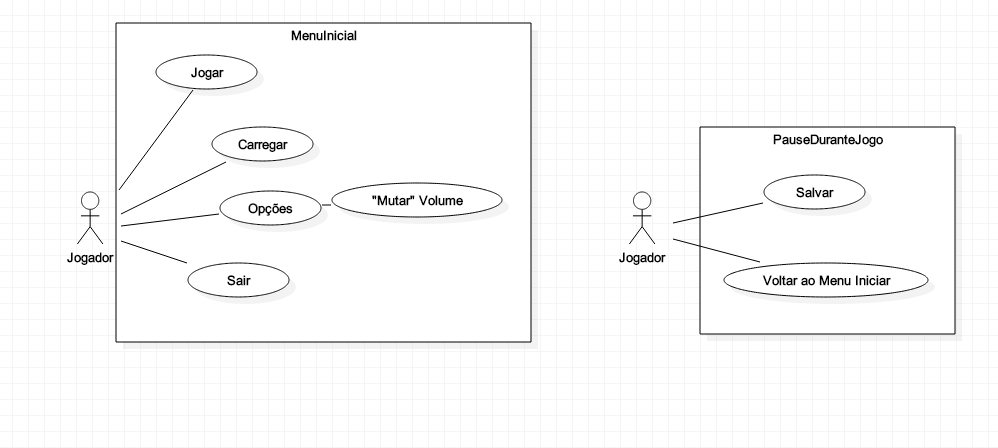 MenuInicial
Jogar
Carregar
Opções
"Mutar" Volume
Sair
Jogador
PauseDuranteJogo
Salvar
Voltar ao Menu Iniciar
Jogador